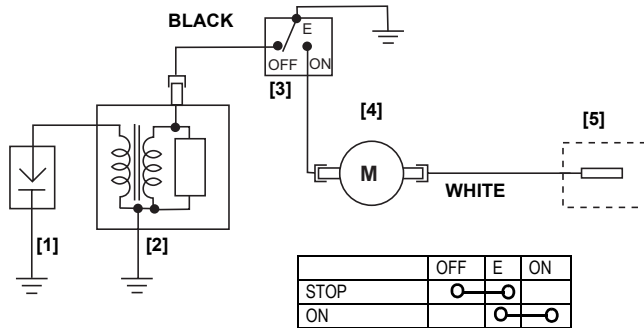 BLACK
E
OFF ON
[3]
[4]
[5]
M
WHITE
[1]
[2]
OFF E ON
STOP
ON